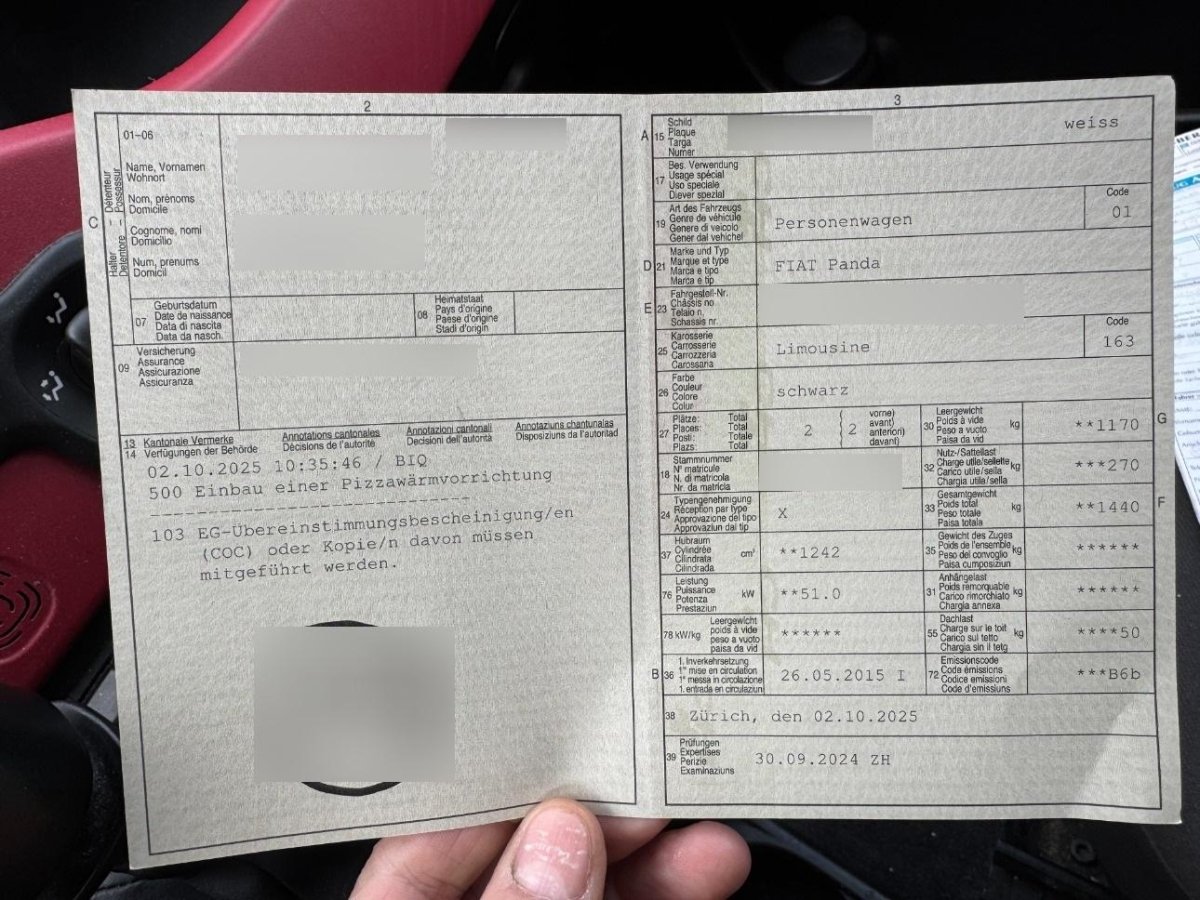 2
01-06
Halter Détenteur
Detentore Possessur
C
Name, Vornamen
Wohnort
Nom, prénoms
Domicile
Cognome, nomi
Domicilio
Num, prenums
Domicil
07
Geburtsdatum
Date de naissance
Data di nascita
Data da nasch.
08
Heimatstaat
Pays d'origine
Paese d'origine
Stadi d'origin
09
Versicherung
Assurance
Assicurazione
Assicuranza
13 Kantonale Vermerke Annotations cantonales Annotazioni cantonali Annotaziuns chantunalas
14 Verfügungen der Behörde Décisions de l'autorité Decisioni dell'autorità Disposiziuns da l'autoritad
02.10.2025 10:35:46 / BIQ
500 Einbau einer Pizzawärmvorrichtung
------------------------------
103 EG-Übereinstimmungsbescheinigung/en
(COC) oder Kopie/n davon müssen
mitgeführt werden.
3
A 15
Schild
Plaque
Targa
Numer
weiss
17
Bes. Verwendung
Usage spécial
Uso speciale
Diever spezial
19
Art des Fahrzeugs
Genre de véhicule
Genere di veicolo
Gener dal vehichel
Personenwagen
Code
01
D 21
Marke und Typ
Marque et type
Marca e tipo
Marca e tip
FIAT Panda
E 23
Fahrgestell-Nr.
Châssis no
Telaio n.
Schassis nr.
25
Karosserie
Carrosserie
Carrozzeria
Carossaria
Limousine
Code
163
26
Farbe
Couleur
Colore
Colur
schwarz
27
Plätze: Total
Places: Total
Posti: Totale
Plazs: Total
2
( vorne)
( avant)
2 anteriori)
( davant)
30
Leergewicht
Poids à vide
Peso a vuoto
Paisa da vid
kg
**1170
G
18
Stammnummer
N° matricule
N. di matricola
Nr. da matricla
32
Nutz-/Sattellast
Charge utile/sellette
Carico utile/sella
Chargia utila/sella
kg
***270
24
Typengenehmigung
Réception par type
Approvazione del tipo
Approvaziun dal tip
X
33
Gesamtgewicht
Poids total
Peso totale
Paisa totala
kg
**1440
F
37
Hubraum
Cylindrée
Cilindrata
Cilindrada
cm³
**1242
35
Gewicht des Zuges
Poids de l'ensemble
Peso del convoglio
Paisa cumposiziun
kg
******
76
Leistung
Puissance
Potenza
Prestaziun
kW
**51.0
31
Anhängelast
Poids remorquable
Carico rimorchiato
Chargia annexa
kg
******
78 kW/kg
Leergewicht
poids à vide
peso a vuoto
paisa da vid
******
55
Dachlast
Charge sur le toit
Carico sul tetto
Chargia sin il tetg
kg
****50
B 36
1. Inverkehrsetzung
1re mise en circulation
1a messa in circolazione
1. entrada en circulaziun
26.05.2015 I
72
Emissionscode
Code émissions
Codice emissioni
Code d'emissiuns
***B6b
38 Zürich, den 02.10.2025
39
Prüfungen
Expertises
Perizie
Examinaziuns
30.09.2024 ZH